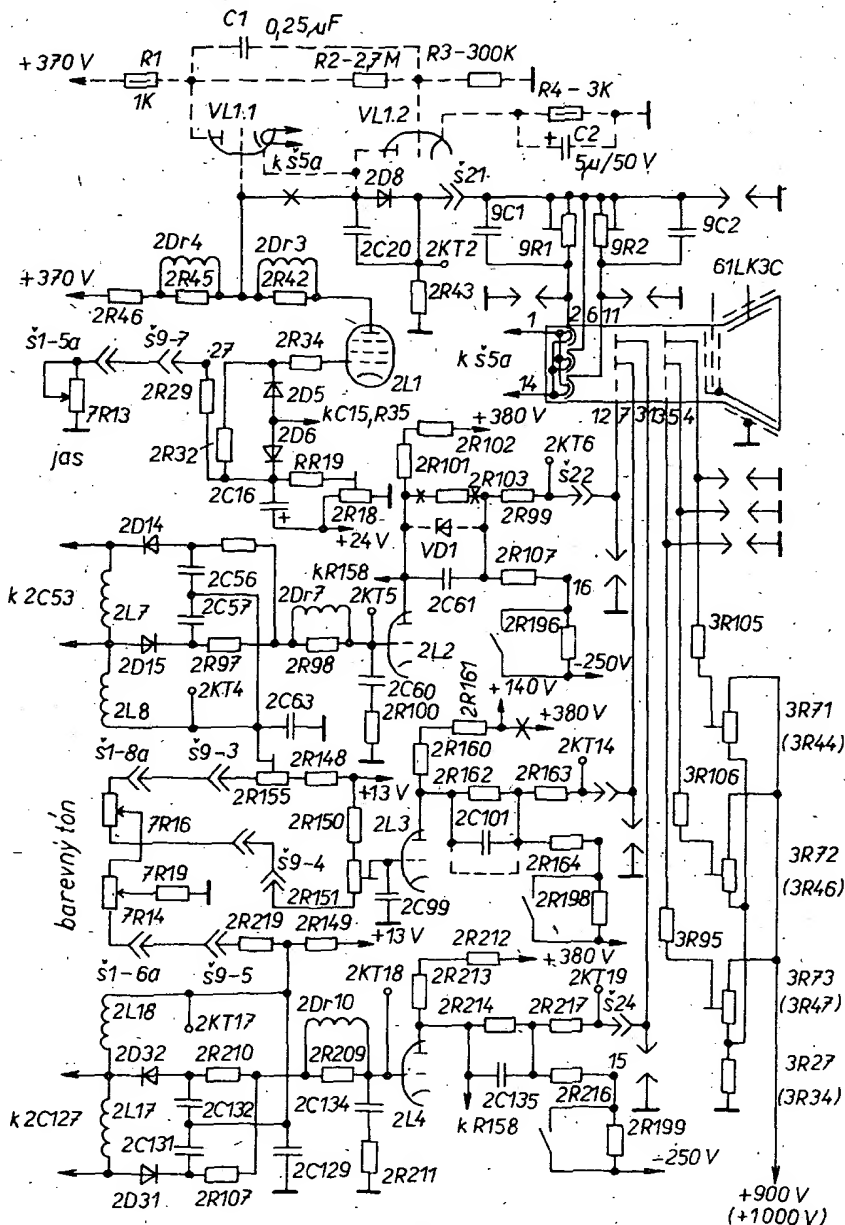 C1 0,25µF
+370 V R1 R2-2,7M R3-300K
1K
R4-3K
VL1.1 VL1.2
C2
k š5a
5µ/50 V
2D8 š21
9C1 9C2
2C20 9R1 9R2
2KT2 61LK3C
2Dr4 2Dr3
+370 V 2R45 2R42
2R43
2R46
1 2 6 11
š1-5a š9-7 27 2R34
k š5a
2L1
14
7R13 2R29 2D5
kC15,R35 +380 V 12 7 3 13 5 4
jas 2R32 2D6 2R102 2KT6
2R101
RR19 2R103 š22
2C16 2R18 2R99
2D14 +24V VD1
2R107
kR158 16
2C56 2C61
k 2C53 2L7 2C57 2Dr7 2KT5
2R196 3R105
2D15 2R97 2R98 2L2
-250V
2R161
2KT4 2C60 +140 V
2L8 2C63 2R100 +380 V 3R71
(3R44)
š1-8a š9-3 2R148 2R160 2KT14
2R155 +13 V 2R162 2R163 3R106
barevný tón 7R16 2R150 2L3
2C101
š9-4 2R164 3R72
(3R46)
7R19 2R151
2R198
7R14 2C99 3R95
2R219 2R149
+13V 2R212
+380 V
š1-6a š9-5 2KT18 2R213 2KT19 3R73
(3R47)
2L18 2Dr10 2R214 2R217 š24
2KT17
2D32 2R210 2R209 15 3R27
(3R34)
k2C127 2L17 2C132 2C134 2L4 2C135 2R216
2C131 k R158
2R199
2C129 2R211 -250 V
2D31 2R107
+900 V
(+1000 V)